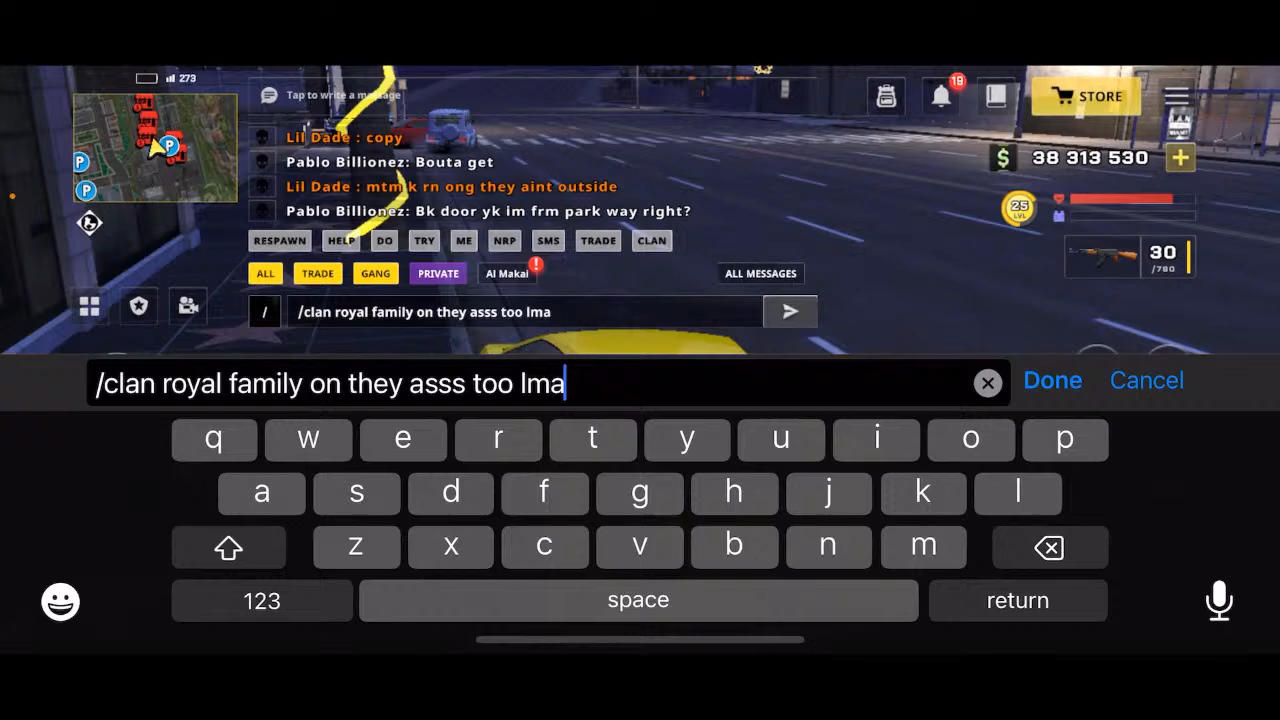 273
Tap to write a message
18
STORE
Lil Dade : copy
Pablo Billionez: Bouta get
$ 38 313 530 +
Lil Dade : mtm k rn ong they aint outside
Pablo Billionez: Bk door yk im frm park way right?
25
LVL
P
P
P
RESPAWN HELP DO TRY ME NRP SMS TRADE CLAN
30
/780
ALL TRADE GANG PRIVATE Al Makai ! ALL MESSAGES
/ /clan royal family on they asss too lma
/clan royal family on they asss too lma Done Cancel
q w e r t y u i o p
a s d f g h j k l
z x c v b n m
123 space return